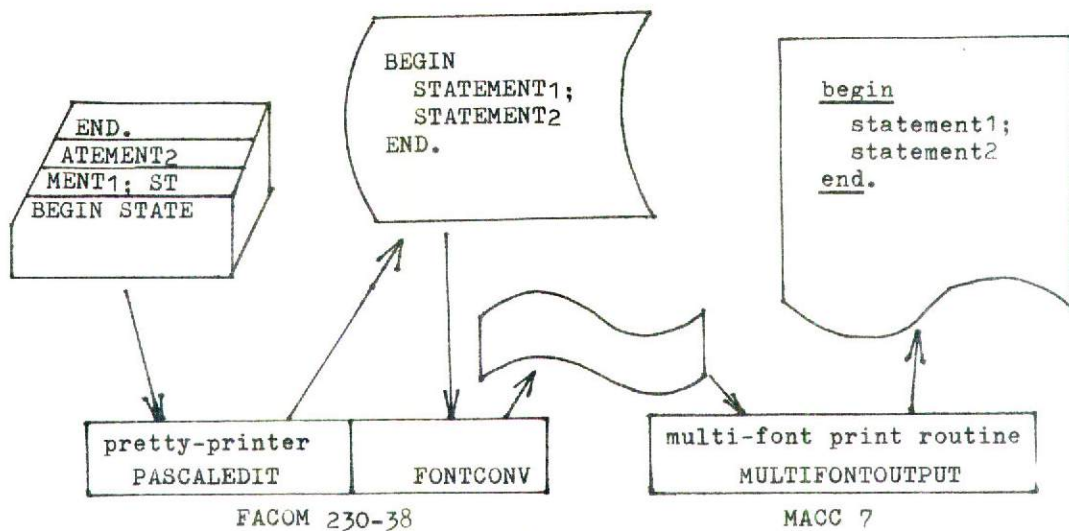 END.
ATEMENT2
MENT1; ST
BEGIN STATE
BEGIN
STATEMENT1;
STATEMENT2
END.
begin
statement1;
statement2
end.
pretty-printer
PASCALEDIT
FONTCONV
multi-font print routine
MULTIFONTOUTPUT
FACOM 230-38
MACC 7